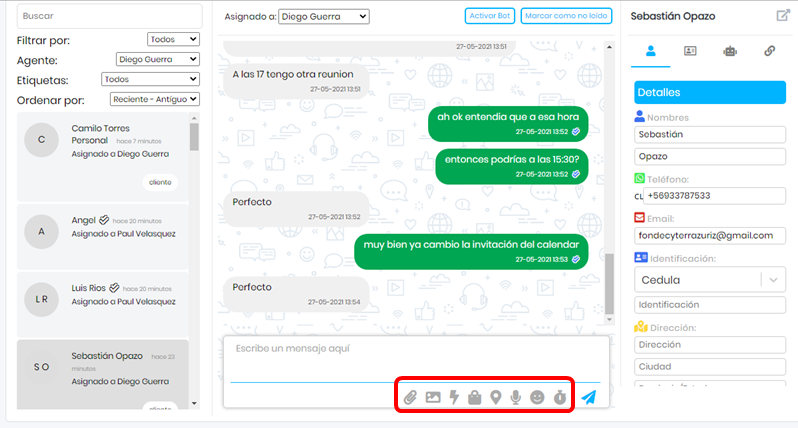 Buscar
Filtrar por:
Todos
Agente:
Diego Guerra
Etiquetas:
Todos
Ordenar por:
Reciente - Antiguo
C
Camilo Torres
Personal hace 7 minutos
Asignado a Diego Guerra
cliente
A
Angel hace 20 minutos
Asignado a Paul Velasquez
L R
Luis Rios hace 20 minutos
Asignado a Paul Velasquez
S O
Sebastián Opazo hace 23
minutos
Asignado a Diego Guerra
cliente
Asignado a: Diego Guerra
Activar Bot
Marcar como no leído
27-05-2021 13:51
A las 17 tengo otra reunion
27-05-2021 13:51
ah ok entendia que a esa hora
27-05-2021 13:52
entonces podrías a las 15:30?
27-05-2021 13:52
Perfecto
27-05-2021 13:52
muy bien ya cambio la invitación del calendar
27-05-2021 13:53
Perfecto
27-05-2021 13:54
Escribe un mensaje aquí
Sebastián Opazo
Detalles
Nombres
Sebastián
Opazo
Teléfono:
CL +56933787533
Email:
fondecyterrazuriz@gmail.com
Identificación:
Cedula
Identificación
Dirección:
Dirección
Ciudad